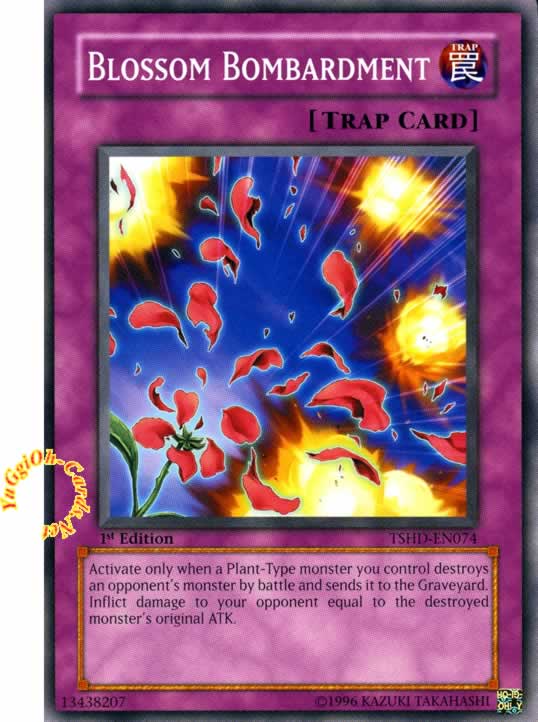 BLOSSOM BOMBARDMENT
TRAP
罠
[TRAP CARD]
YuGgiOh-Cards.Net
1st Edition
TSHD-EN074
Activate only when a Plant-Type monster you control destroys
an opponent's monster by battle and sends it to the Graveyard.
Inflict damage to your opponent equal to the destroyed
monster's original ATK.
13438207
©1996 KAZUKI TAKAHASHI